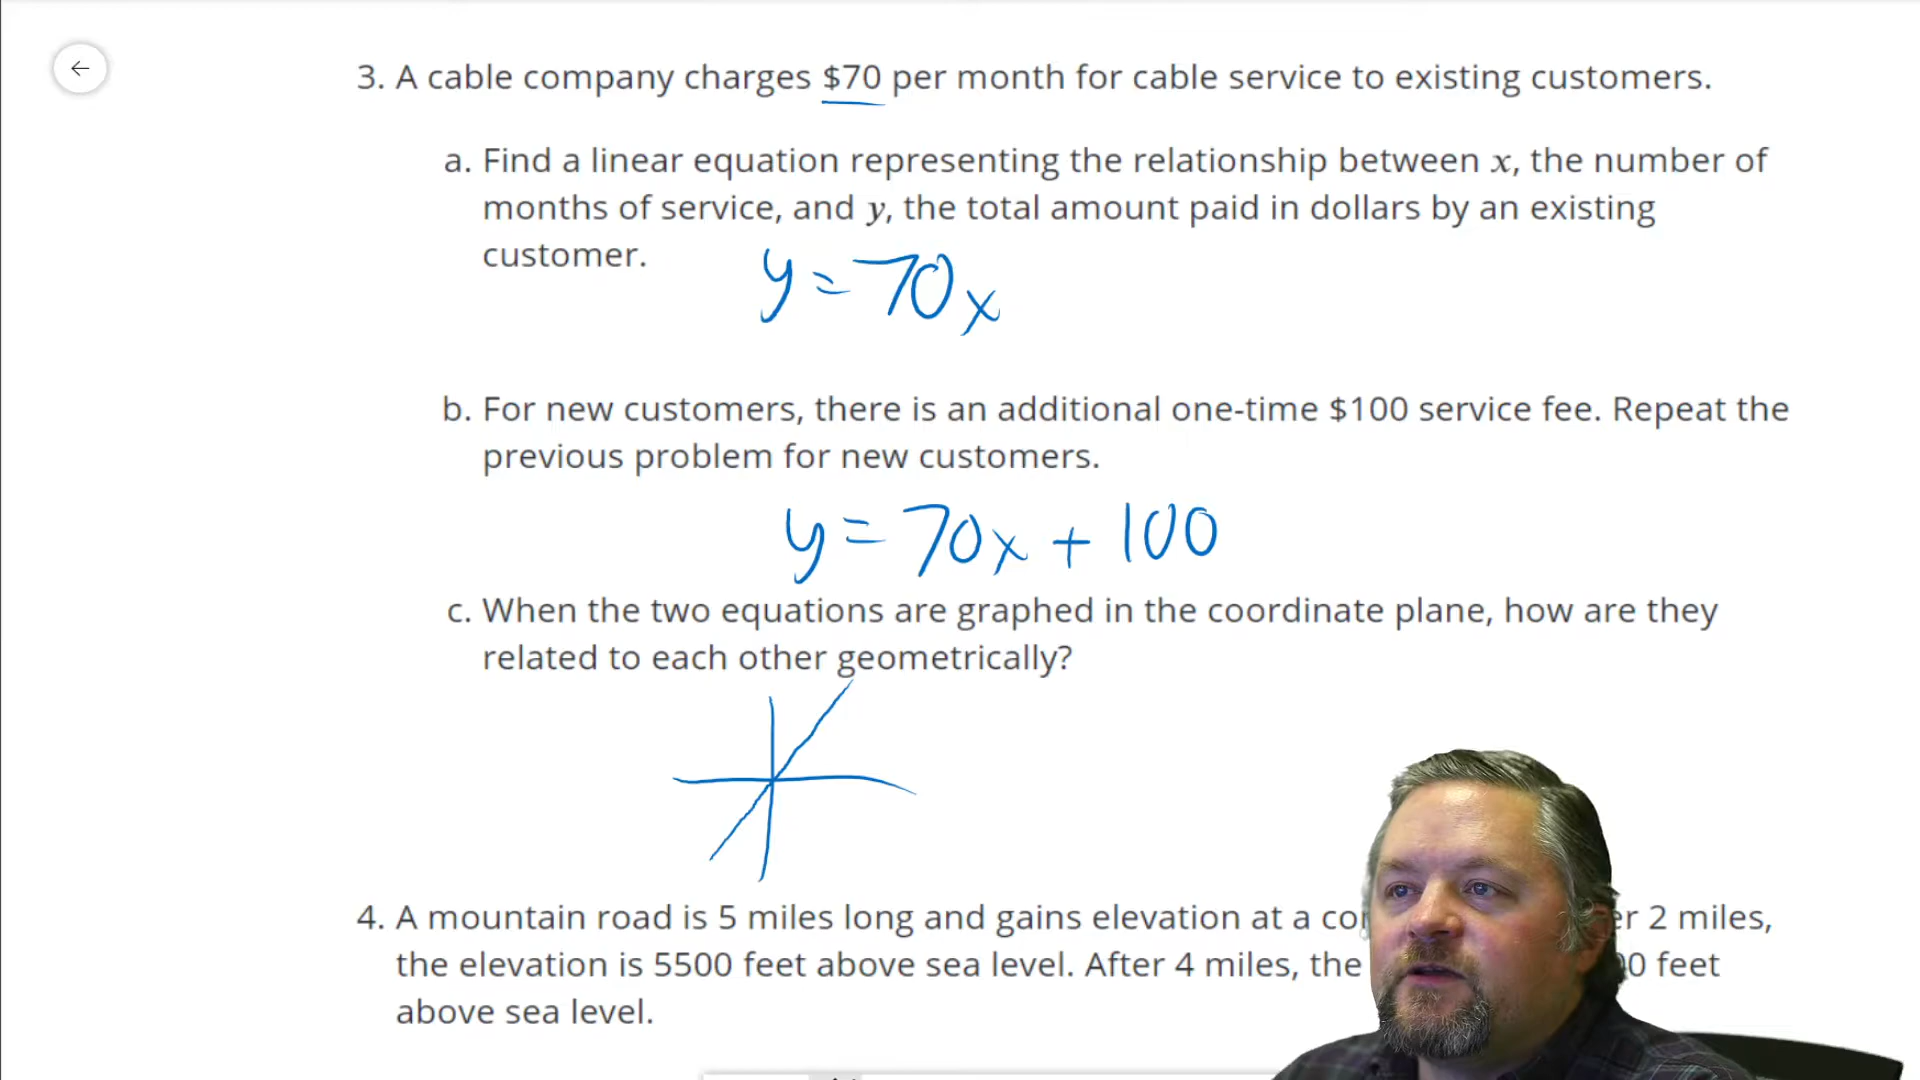 3. A cable company charges $70 per month for cable service to existing customers.
a. Find a linear equation representing the relationship between x, the number of
months of service, and y, the total amount paid in dollars by an existing
customer.
y = 70x
b. For new customers, there is an additional one-time $100 service fee. Repeat the
previous problem for new customers.
y = 70x + 100
c. When the two equations are graphed in the coordinate plane, how are they
related to each other geometrically?
4. A mountain road is 5 miles long and gains elevation at a 2 miles,
the elevation is 5500 feet above sea level. After 4 miles, the feet
above sea level.